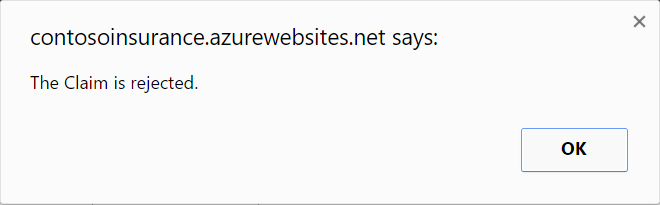 contosoinsurance.azurewebsites.net says:
The Claim is rejected.
OK